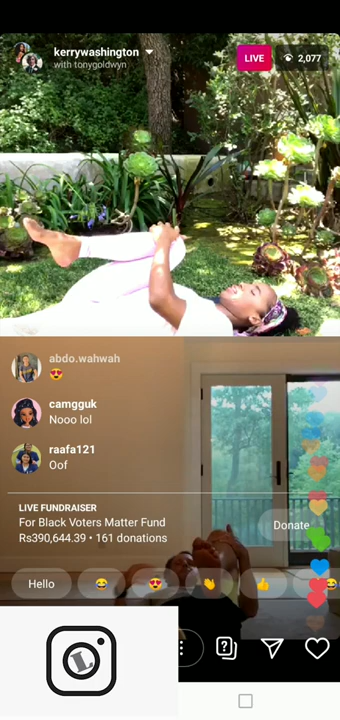 kerrywashington
with tonygoldwyn
LIVE
2,077
abdo.wahwah
😍
camgguk
Nooo lol
raafa121
Oof
LIVE FUNDRAISER
For Black Voters Matter Fund
Rs390,644.39 • 161 donations
Donate
Hello
😂 😍 👏 👍 😂
L